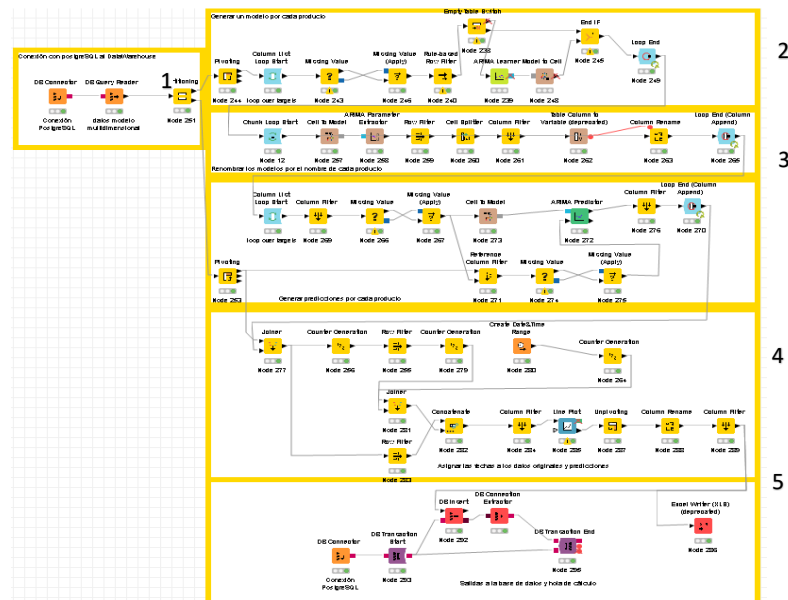 Generar un modelo por cada producto
Empty Table Button
Node 238
End IF
Node 245
Loop End
Node 249
2
Conexión con postgreSQL al DataWarehouse
DB Connector
Conexión
PostgreSQL
DB Query Reader
datos modelo
multidimensional
1
Node 251
Pivoting
Node 244
Column List
Loop Start
loop over targets
Missing Value
Node 243
Missing Value
(Apply)
Node 246
Rule-based
Row Filter
Node 240
ARIMA Learner
Node 239
Model to Cell
Node 248
Chunk Loop Start
Node 12
Cell To Model
Node 257
ARIMA Parameter
Extractor
Node 258
Row Filter
Node 259
Cell Splitter
Node 260
Column Filter
Node 261
Table Column to
Variable (deprecated)
Node 262
Column Rename
Node 263
Loop End (Column
Append)
Node 265
3
Renombrar los modelos por el nombre de cada producto
Column List
Loop Start
loop over targets
Column Filter
Node 269
Missing Value
Node 266
Missing Value
(Apply)
Node 267
Cell To Model
Node 273
ARIMA Predictor
Node 272
Column Filter
Node 276
Loop End (Column
Append)
Node 270
Pivoting
Node 253
Reference
Column Filter
Node 271
Missing Value
Node 274
Missing Value
(Apply)
Node 275
Generar predicciones por cada producto
Joiner
Node 277
Counter Generation
Node 256
Row Filter
Node 255
Counter Generation
Node 279
Create Date&Time
Range
Node 280
Counter Generation
Node 264
4
Joiner
Node 281
Row Filter
Node 283
Concatenate
Node 282
Column Filter
Node 284
Line Plot
Node 285
Unpivoting
Node 287
Column Rename
Node 288
Column Filter
Node 289
Asignar las fechas a los datos originales y predicciones
5
DB Connector
Conexión
PostgreSQL
DB Transaction
Start
Node 293
DB Insert
Node 292
DB Connection
Extractor
DB Transaction End
Node 295
Excel Writer (XLS)
(deprecated)
Node 296
Salidas a la base de datos y hoja de cálculo